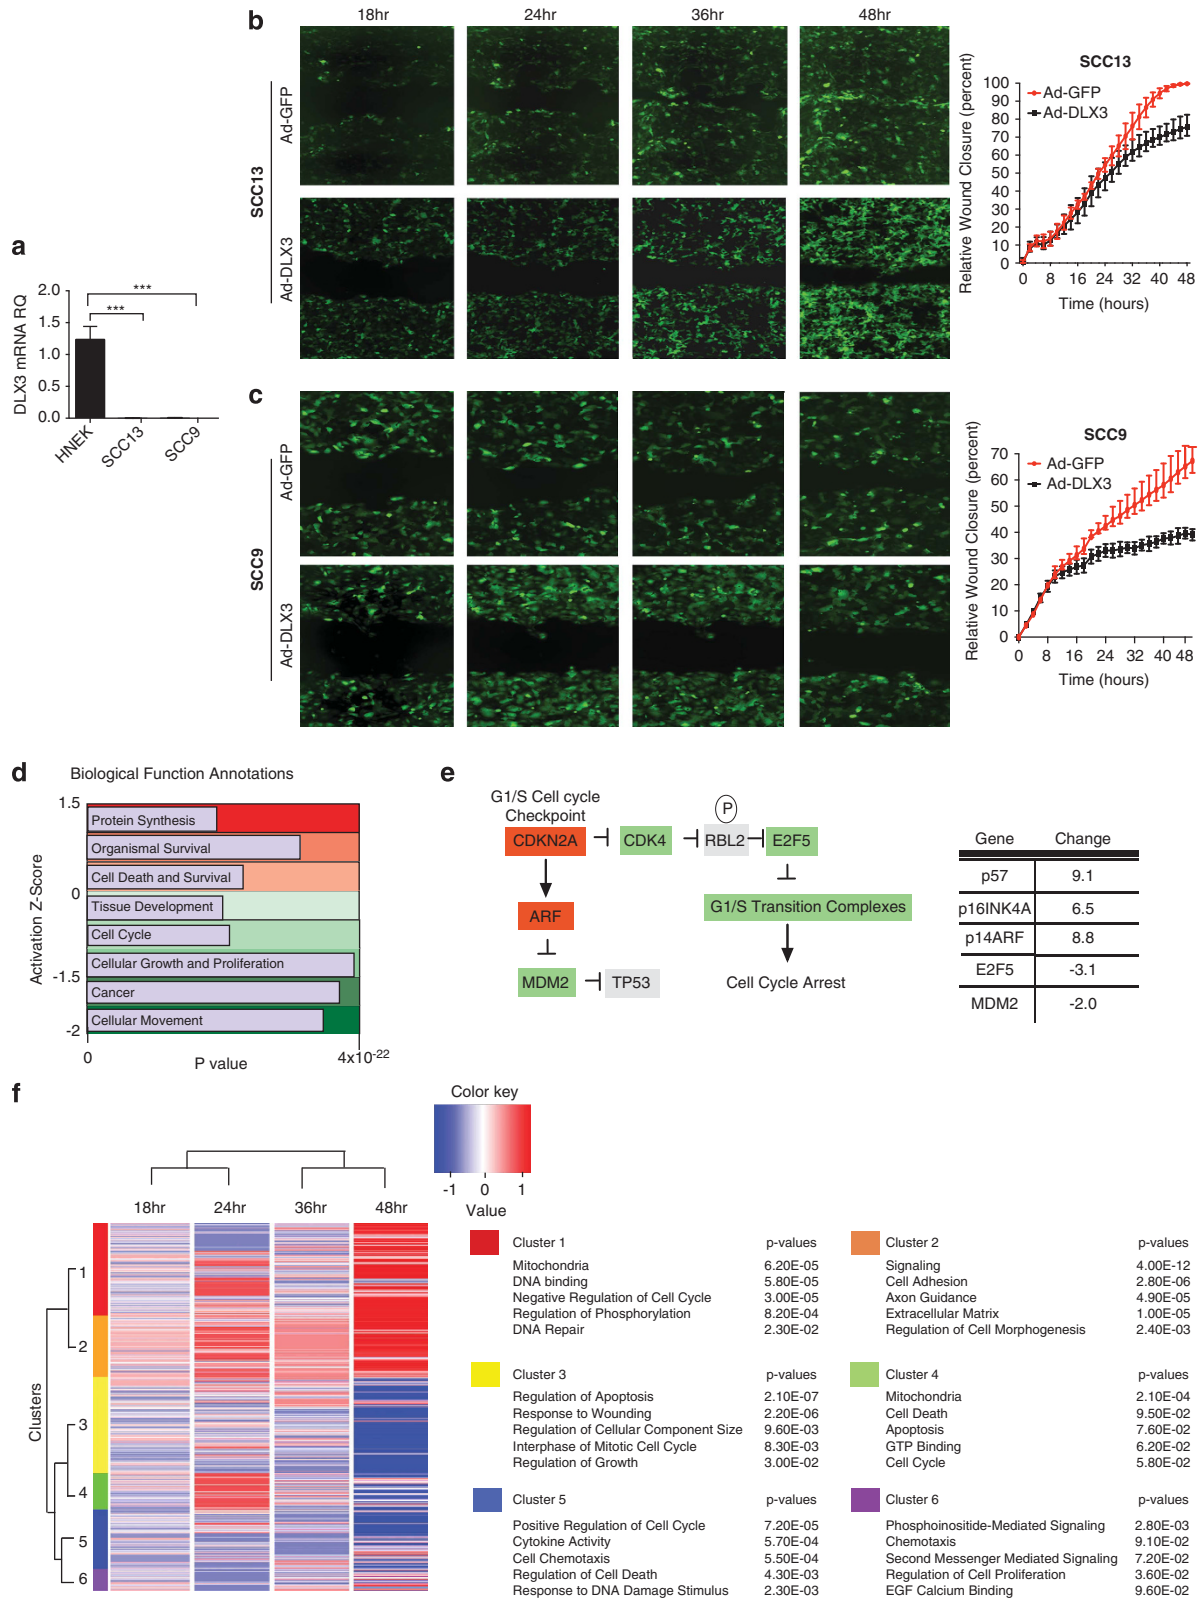 a
DLX3 mRNA RQ
2.0
1.5
1.0
0.5
0.0
***
***
HNEK
SCC13
SCC9
b
18hr
24hr
36hr
48hr
SCC13
Ad-GFP
Ad-DLX3
SCC13
Relative Wound Closure (percent)
100
90
80
70
60
50
40
30
20
10
0
Ad-GFP
Ad-DLX3
0 8 16 24 32 40 48
Time (hours)
c
SCC9
Ad-GFP
Ad-DLX3
SCC9
Relative Wound Closure (percent)
70
60
50
40
30
20
10
0
Ad-GFP
Ad-DLX3
0 8 16 24 32 40 48
Time (hours)
d
Biological Function Annotations
Activation Z-Score
1.5
0
-1.5
-2
Protein Synthesis
Organismal Survival
Cell Death and Survival
Tissue Development
Cell Cycle
Cellular Growth and Proliferation
Cancer
Cellular Movement
0
P value
4x10-22
e
G1/S Cell cycle
Checkpoint
P
CDKN2A
CDK4
RBL2
E2F5
ARF
G1/S Transition Complexes
MDM2
TP53
Cell Cycle Arrest
Gene Change
p57 9.1
p16INK4A 6.5
p14ARF 8.8
E2F5 -3.1
MDM2 -2.0
f
Color key
-1 0 1
Value
18hr
24hr
36hr
48hr
Clusters
1
2
3
4
5
6
Cluster 1 p-values
Mitochondria 6.20E-05
DNA binding 5.80E-05
Negative Regulation of Cell Cycle 3.00E-05
Regulation of Phosphorylation 8.20E-04
DNA Repair 2.30E-02
Cluster 2 p-values
Signaling 4.00E-12
Cell Adhesion 2.80E-06
Axon Guidance 4.90E-05
Extracellular Matrix 1.00E-05
Regulation of Cell Morphogenesis 2.40E-03
Cluster 3 p-values
Regulation of Apoptosis 2.10E-07
Response to Wounding 2.20E-06
Regulation of Cellular Component Size 9.60E-03
Interphase of Mitotic Cell Cycle 8.30E-03
Regulation of Growth 3.00E-02
Cluster 4 p-values
Mitochondria 2.10E-04
Cell Death 9.50E-02
Apoptosis 7.60E-02
GTP Binding 6.20E-02
Cell Cycle 5.80E-02
Cluster 5 p-values
Positive Regulation of Cell Cycle 7.20E-05
Cytokine Activity 5.70E-04
Cell Chemotaxis 5.50E-04
Regulation of Cell Death 4.30E-03
Response to DNA Damage Stimulus 2.30E-03
Cluster 6 p-values
Phosphoinositide-Mediated Signaling 2.80E-03
Chemotaxis 9.10E-02
Second Messenger Mediated Signaling 7.20E-02
Regulation of Cell Proliferation 3.60E-02
EGF Calcium Binding 9.60E-02